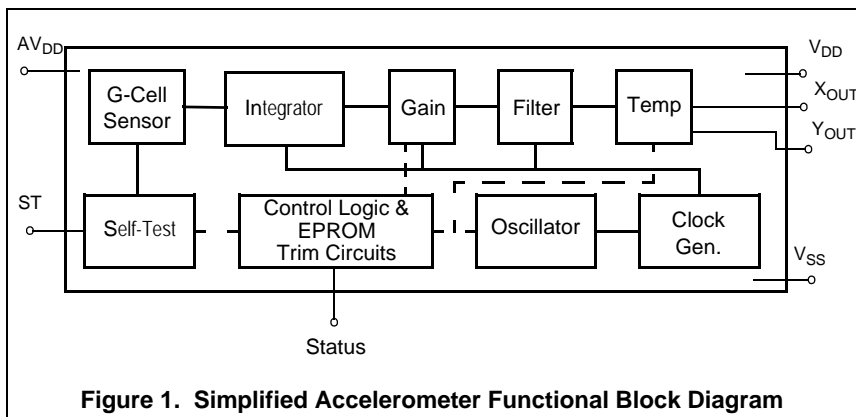 AVDD
VDD
G-Cell
Sensor
Integrator
Gain
Filter
Temp
XOUT
YOUT
ST
Self-Test
Control Logic &
EPROM
Trim Circuits
Oscillator
Clock
Gen.
VSS
Status
Figure 1. Simplified Accelerometer Functional Block Diagram